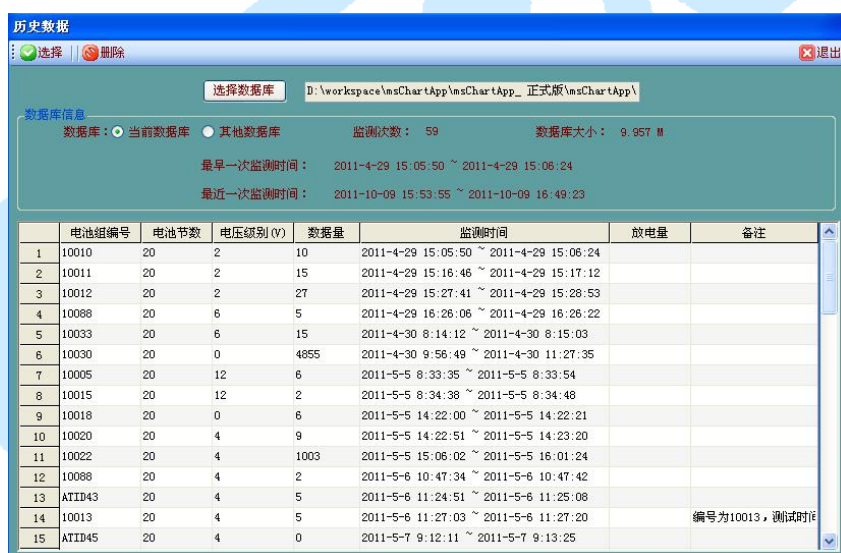 历史数据
选择 删除 退出
选择数据库 D:\workspace\msChartApp\msChartApp_ 正式版\msChartApp\
数据库信息
数据库： 当前数据库 其他数据库 监测次数： 59 数据库大小： 9.957 M
最早一次监测时间： 2011-4-29 15:05:50 ~ 2011-4-29 15:06:24
最近一次监测时间： 2011-10-09 15:53:55 ~ 2011-10-09 16:49:23
电池组编号 电池节数 电压级别(V) 数据量 监测时间 放电量 备注
1 10010 20 2 10 2011-4-29 15:05:50 ~ 2011-4-29 15:06:24
2 10011 20 2 15 2011-4-29 15:16:46 ~ 2011-4-29 15:17:12
3 10012 20 2 27 2011-4-29 15:27:41 ~ 2011-4-29 15:28:53
4 10088 20 6 5 2011-4-29 16:26:06 ~ 2011-4-29 16:26:22
5 10033 20 6 15 2011-4-30 8:14:12 ~ 2011-4-30 8:15:03
6 10030 20 0 4855 2011-4-30 9:56:49 ~ 2011-4-30 11:27:35
7 10005 20 12 6 2011-5-5 8:33:35 ~ 2011-5-5 8:33:54
8 10015 20 12 2 2011-5-5 8:34:38 ~ 2011-5-5 8:34:48
9 10018 20 0 6 2011-5-5 14:22:00 ~ 2011-5-5 14:22:21
10 10020 20 4 9 2011-5-5 14:22:51 ~ 2011-5-5 14:23:20
11 10022 20 4 1003 2011-5-5 15:06:02 ~ 2011-5-5 16:01:24
12 10088 20 4 2 2011-5-6 10:47:34 ~ 2011-5-6 10:47:42
13 ATID43 20 4 5 2011-5-6 11:24:51 ~ 2011-5-6 11:25:08
14 10013 20 4 5 2011-5-6 11:27:03 ~ 2011-5-6 11:27:20 编号为10013，测试时
15 ATID45 20 4 0 2011-5-7 9:12:11 ~ 2011-5-7 9:13:25